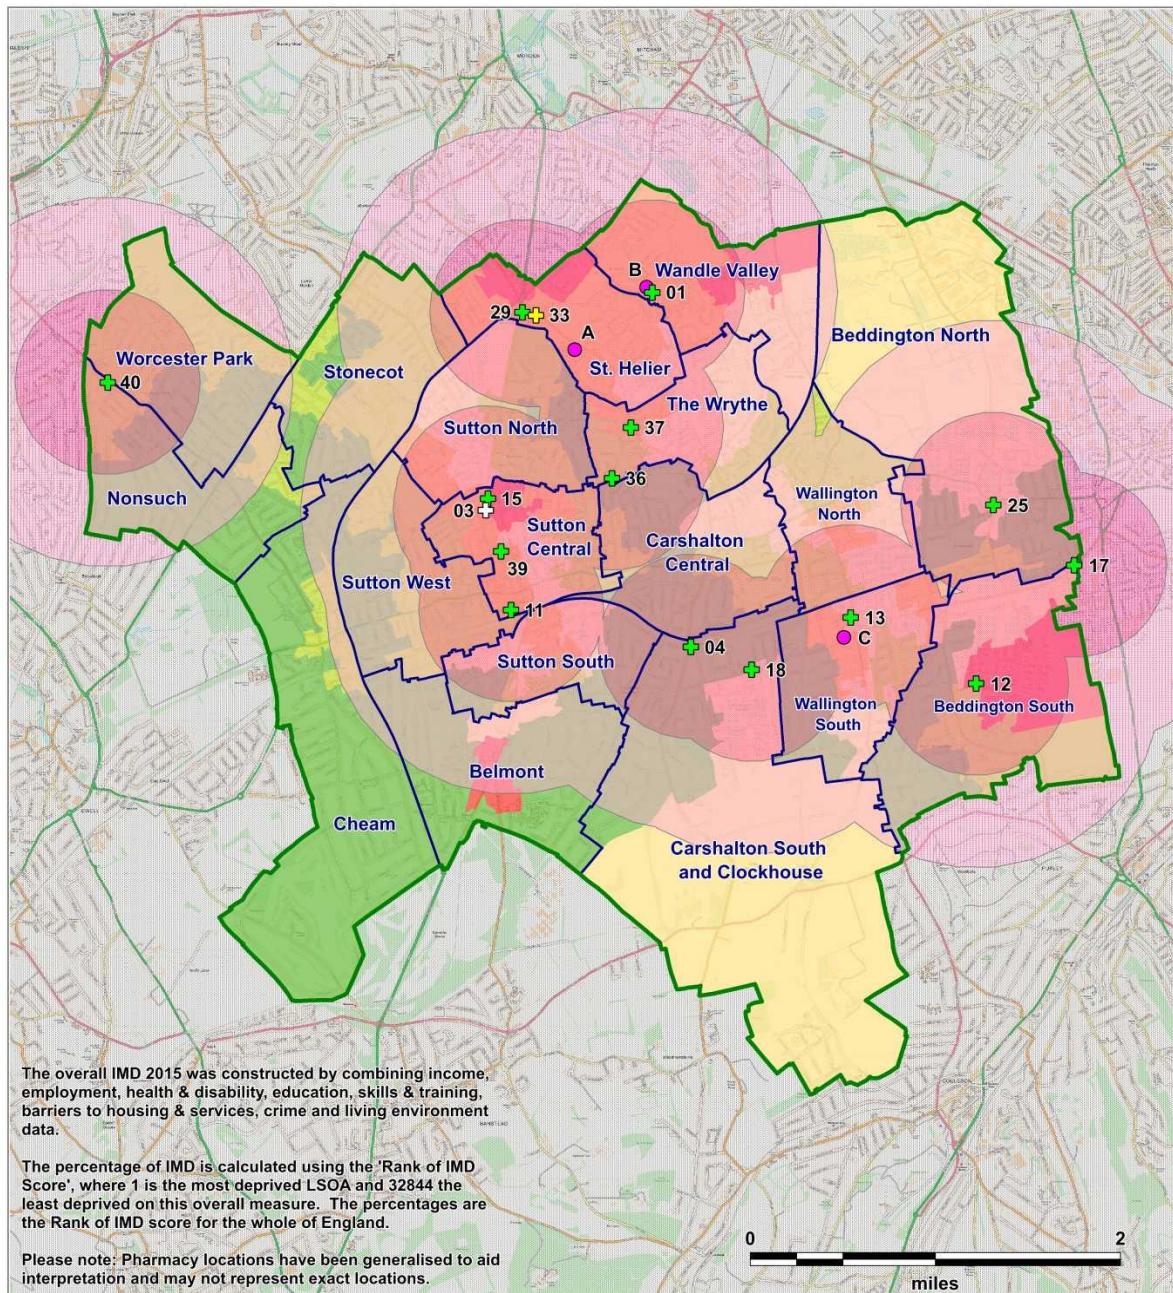 MITCHAM
MORDEN
B
Wandle Valley
01
29
33
A
Beddington North
Worcester Park
40
Stonecot
St. Helier
The Wrythe
37
Sutton North
36
Nonsuch
15
03
Wallington
North
25
Sutton
Central
39
Carshalton
Central
17
Sutton West
11
13
C
04
18
Sutton South
12
Beddington South
Wallington
South
Belmont
Cheam
Carshalton South
and Clockhouse
PURLEY
COULSDON
BANSTEAD
The overall IMD 2015 was constructed by combining income,
employment, health & disability, education, skills & training,
barriers to housing & services, crime and living environment
data.
The percentage of IMD is calculated using the 'Rank of IMD
Score', where 1 is the most deprived LSOA and 32844 the
least deprived on this overall measure. The percentages are
the Rank of IMD score for the whole of England.
Please note: Pharmacy locations have been generalised to aid
interpretation and may not represent exact locations.
0
2
miles